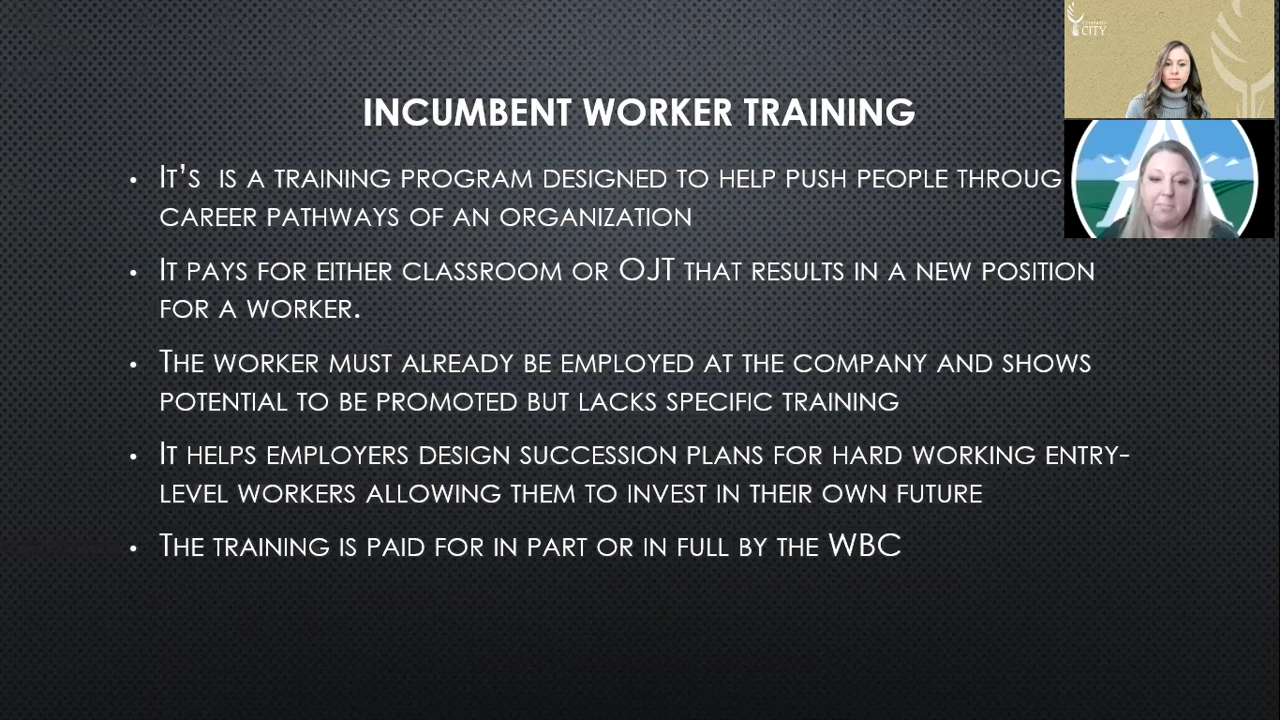 INCUMBENT WORKER TRAINING
• IT'S IS A TRAINING PROGRAM DESIGNED TO HELP PUSH PEOPLE THROUG
CAREER PATHWAYS OF AN ORGANIZATION
• IT PAYS FOR EITHER CLASSROOM OR OJT THAT RESULTS IN A NEW POSITION
FOR A WORKER.
• THE WORKER MUST ALREADY BE EMPLOYED AT THE COMPANY AND SHOWS
POTENTIAL TO BE PROMOTED BUT LACKS SPECIFIC TRAINING
• IT HELPS EMPLOYERS DESIGN SUCCESSION PLANS FOR HARD WORKING ENTRY-
LEVEL WORKERS ALLOWING THEM TO INVEST IN THEIR OWN FUTURE
• THE TRAINING IS PAID FOR IN PART OR IN FULL BY THE WBC
CITY